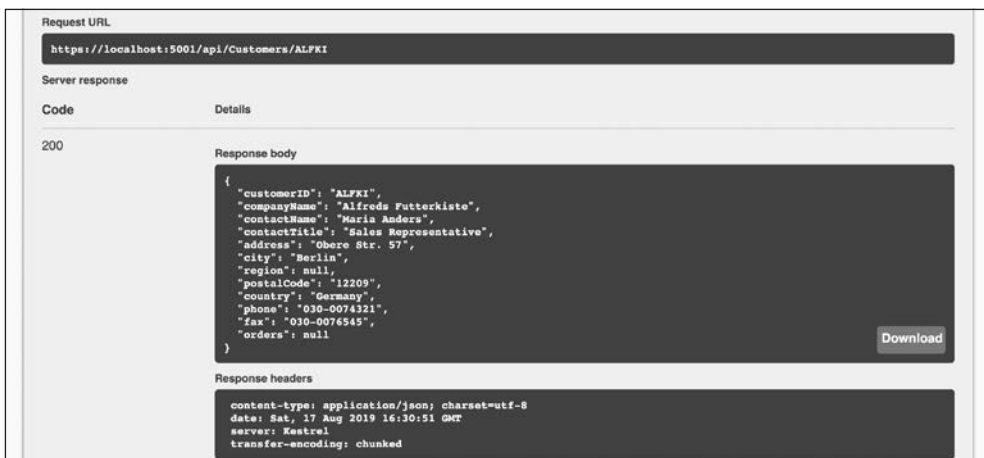 Request URL
https://localhost:5001/api/Customers/ALFKI
Server response
Code Details
200
Response body
{
"customerID": "ALFKI",
"companyName": "Alfreds Futterkiste",
"contactName": "Maria Anders",
"contactTitle": "Sales Representative",
"address": "Obere Str. 57",
"city": "Berlin",
"region": null,
"postalCode": "12209",
"country": "Germany",
"phone": "030-0074321",
"fax": "030-0076545",
"orders": null
}
Download
Response headers
content-type: application/json; charset=utf-8
date: Sat, 17 Aug 2019 16:30:51 GMT
server: Kestrel
transfer-encoding: chunked